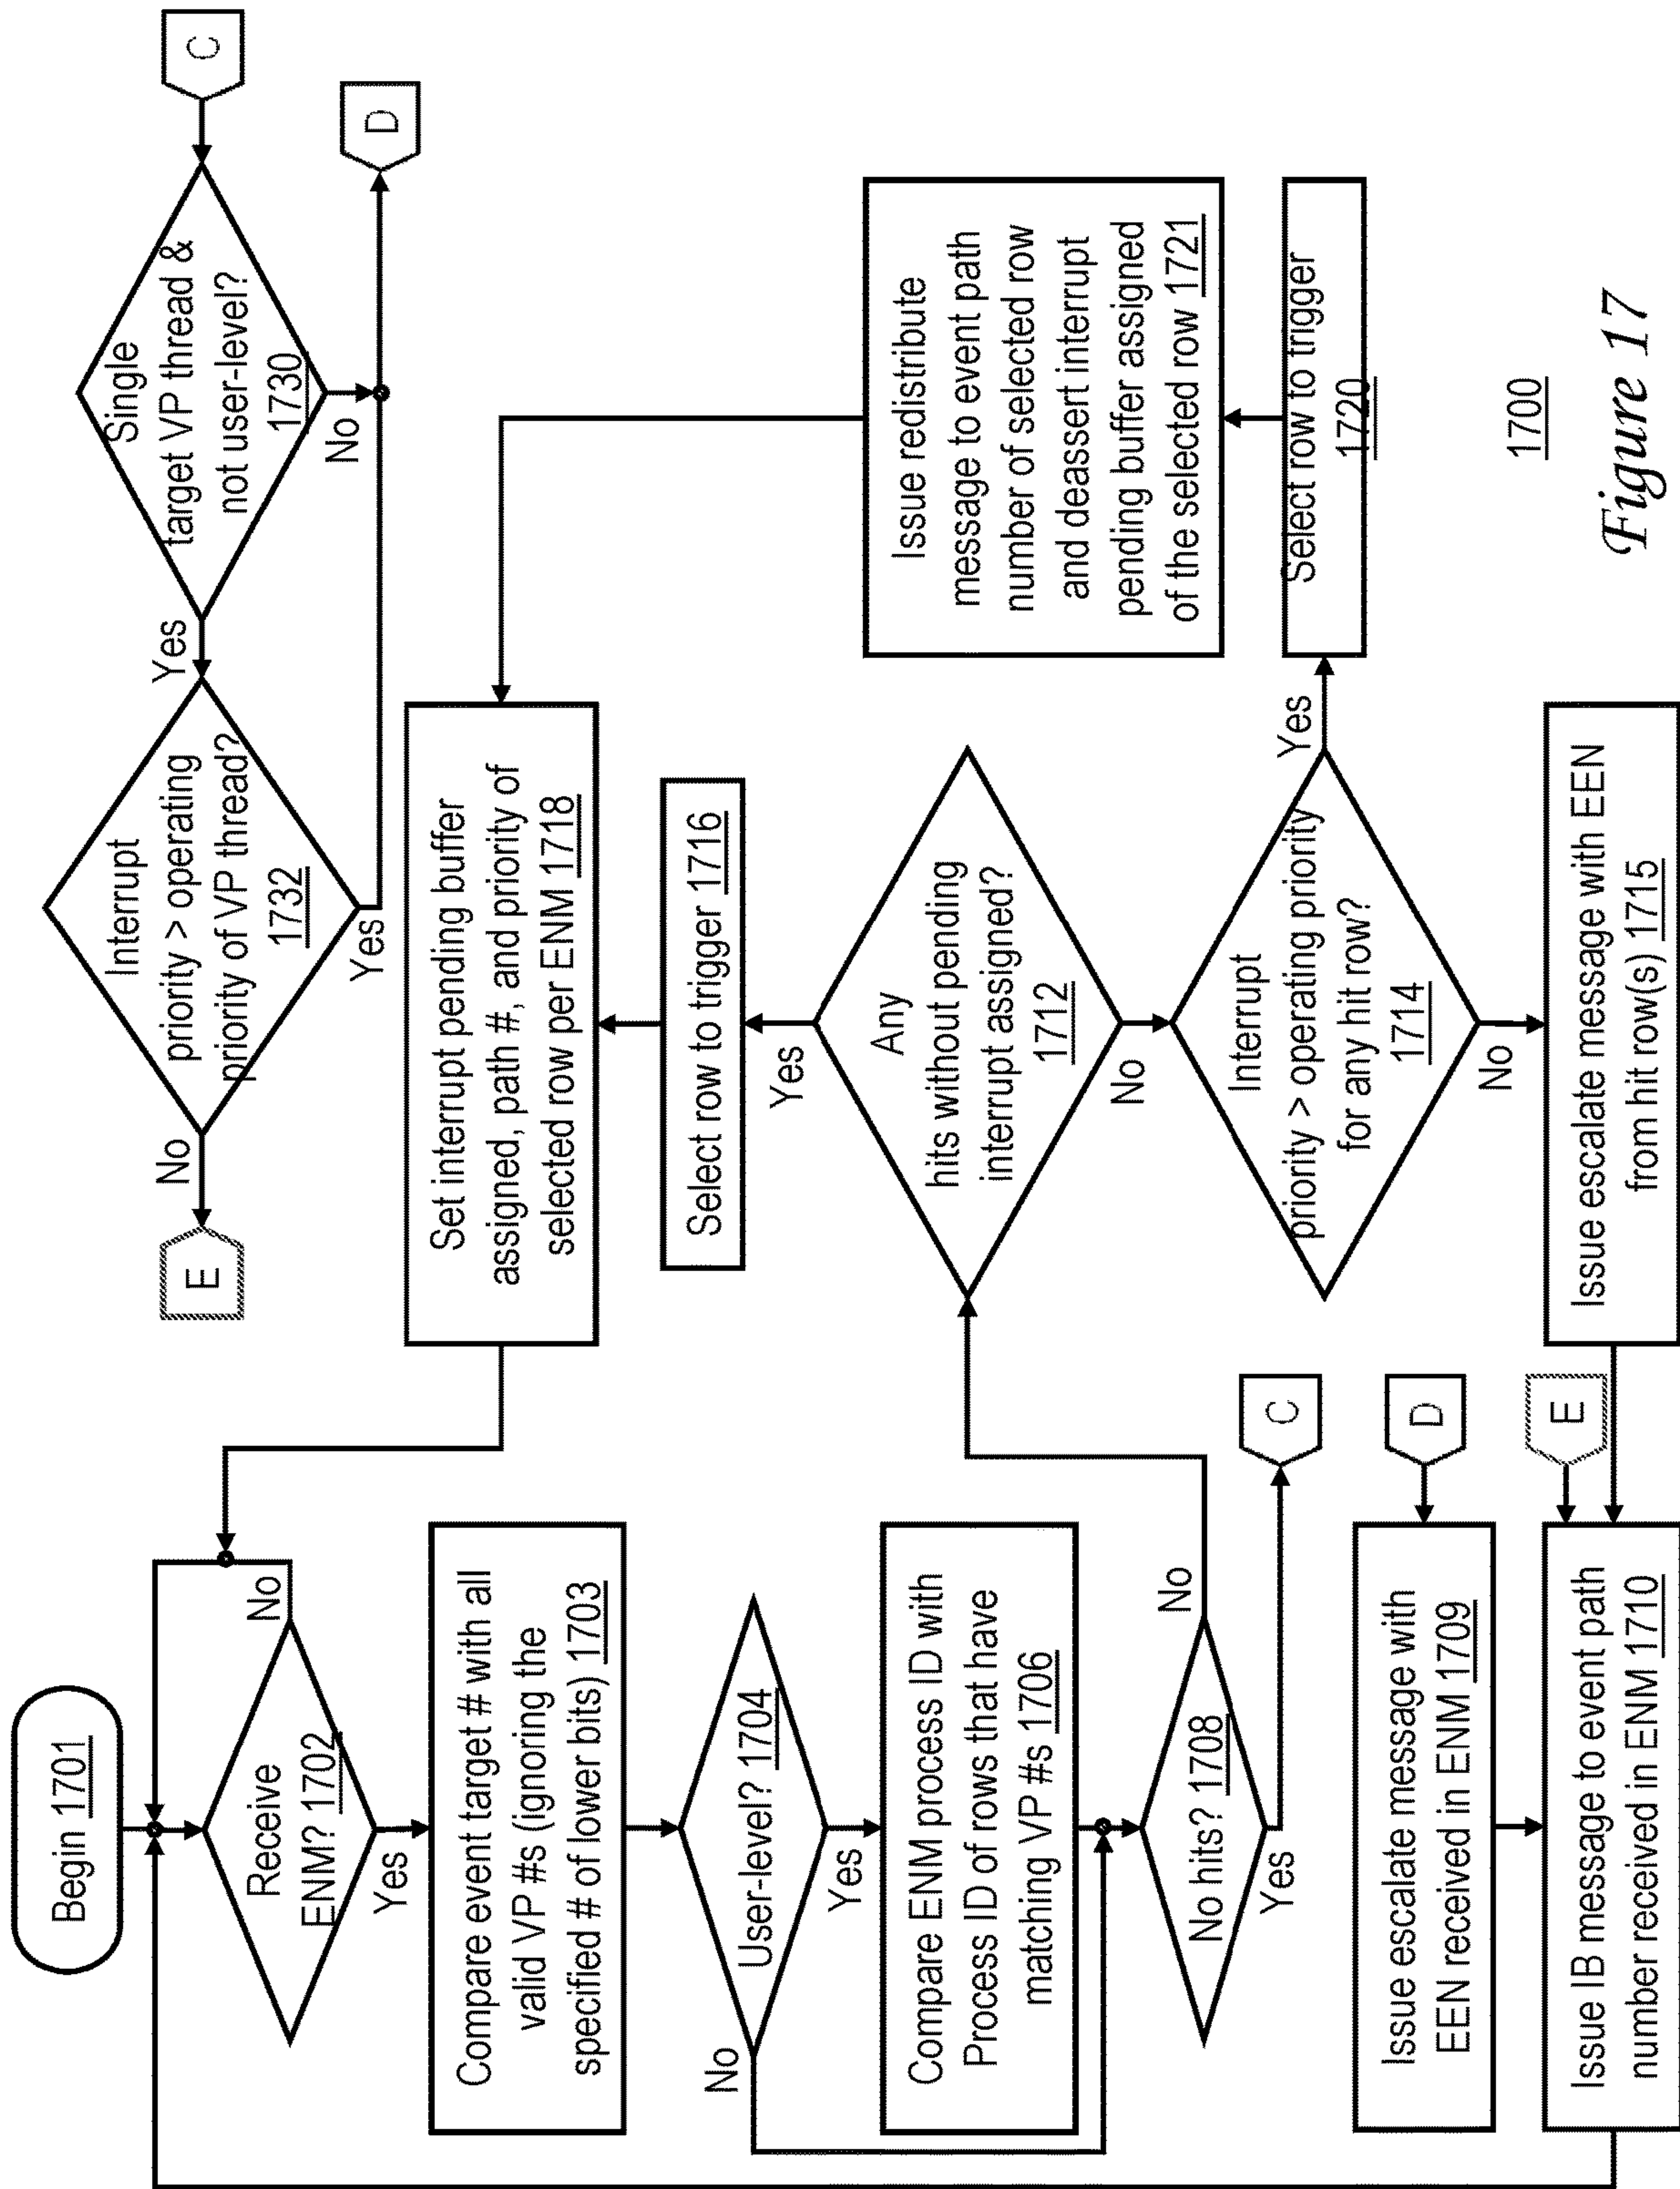 Begin 1701
Receive
ENM? 1702
No
Yes
Compare event target # with all
valid VP #s (ignoring the
specified # of lower bits) 1703
User-level? 1704
No
Yes
Compare ENM process ID with
Process ID of rows that have
matching VP #s 1706
No hits? 1708
No
Yes
C
D
Issue escalate message with
EEN received in ENM 1709
E
Issue IB message to event path
number received in ENM 1710
E
No
Interrupt
priority > operating
priority of VP thread?
1732
Yes
Yes
Single
target VP thread &
not user-level?
1730
No
C
D
Set interrupt pending buffer
assigned, path #, and priority of
selected row per ENM 1718
Select row to trigger 1716
Yes
Any
hits without pending
interrupt assigned?
1712
No
Interrupt
priority > operating priority
for any hit row?
1714
Yes
No
Issue escalate message with EEN
from hit row(s) 1715
Issue redistribute
message to event path
number of selected row
and deassert interrupt
pending buffer assigned
of the selected row 1721
Select row to trigger
1720
1700
Figure 17